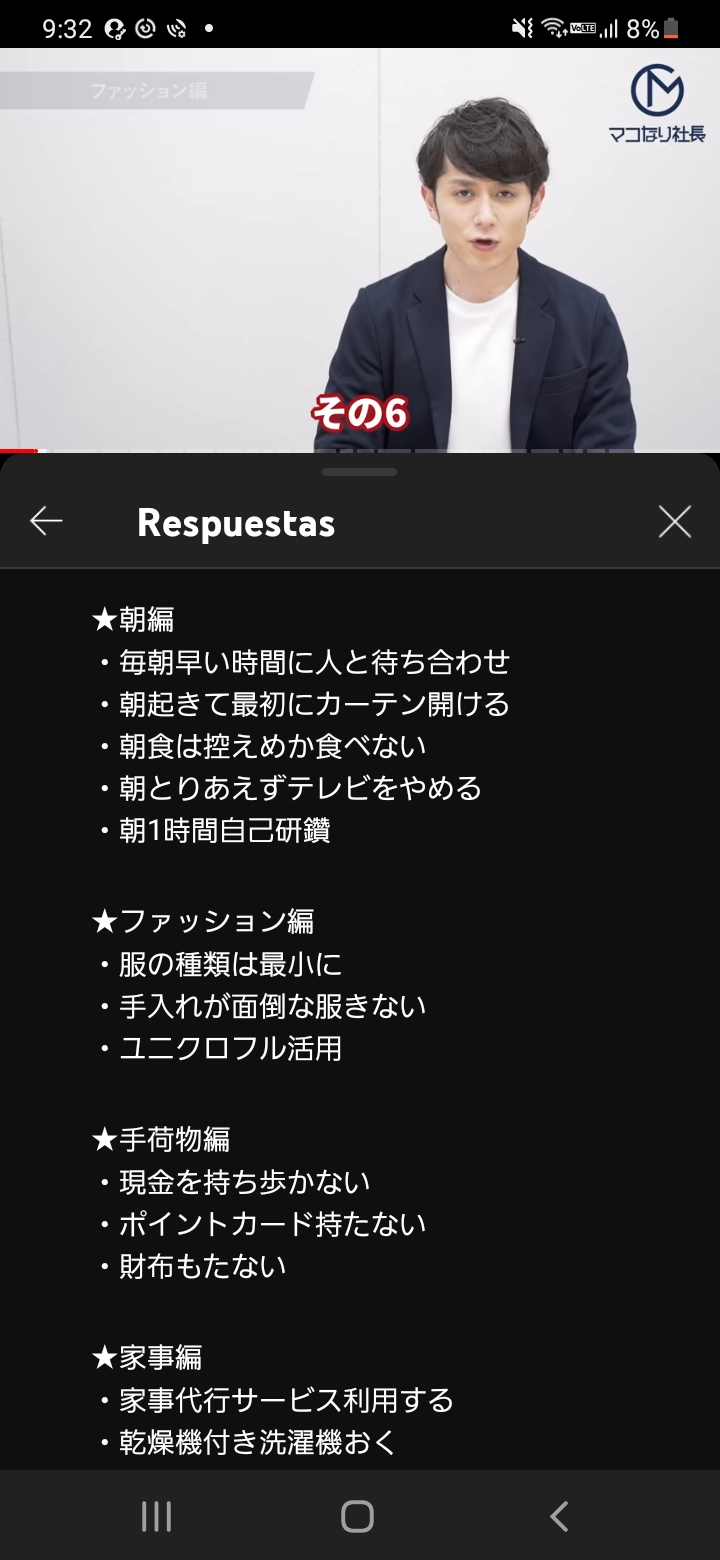 9:32
VoLTE
8%
ファッション編
マコなり社長
その6
Respuestas
★朝編
・毎朝早い時間に人と待ち合わせ
・朝起きて最初にカーテン開ける
・朝食は控えめか食べない
・朝とりあえずテレビをやめる
・朝1時間自己研鑽
★ファッション編
・服の種類は最小に
・手入れが面倒な服きない
・ユニクロフル活用
★手荷物編
・現金を持ち歩かない
・ポイントカード持たない
・財布もたない
★家事編
・家事代行サービス利用する
・乾燥機付き洗濯機おく